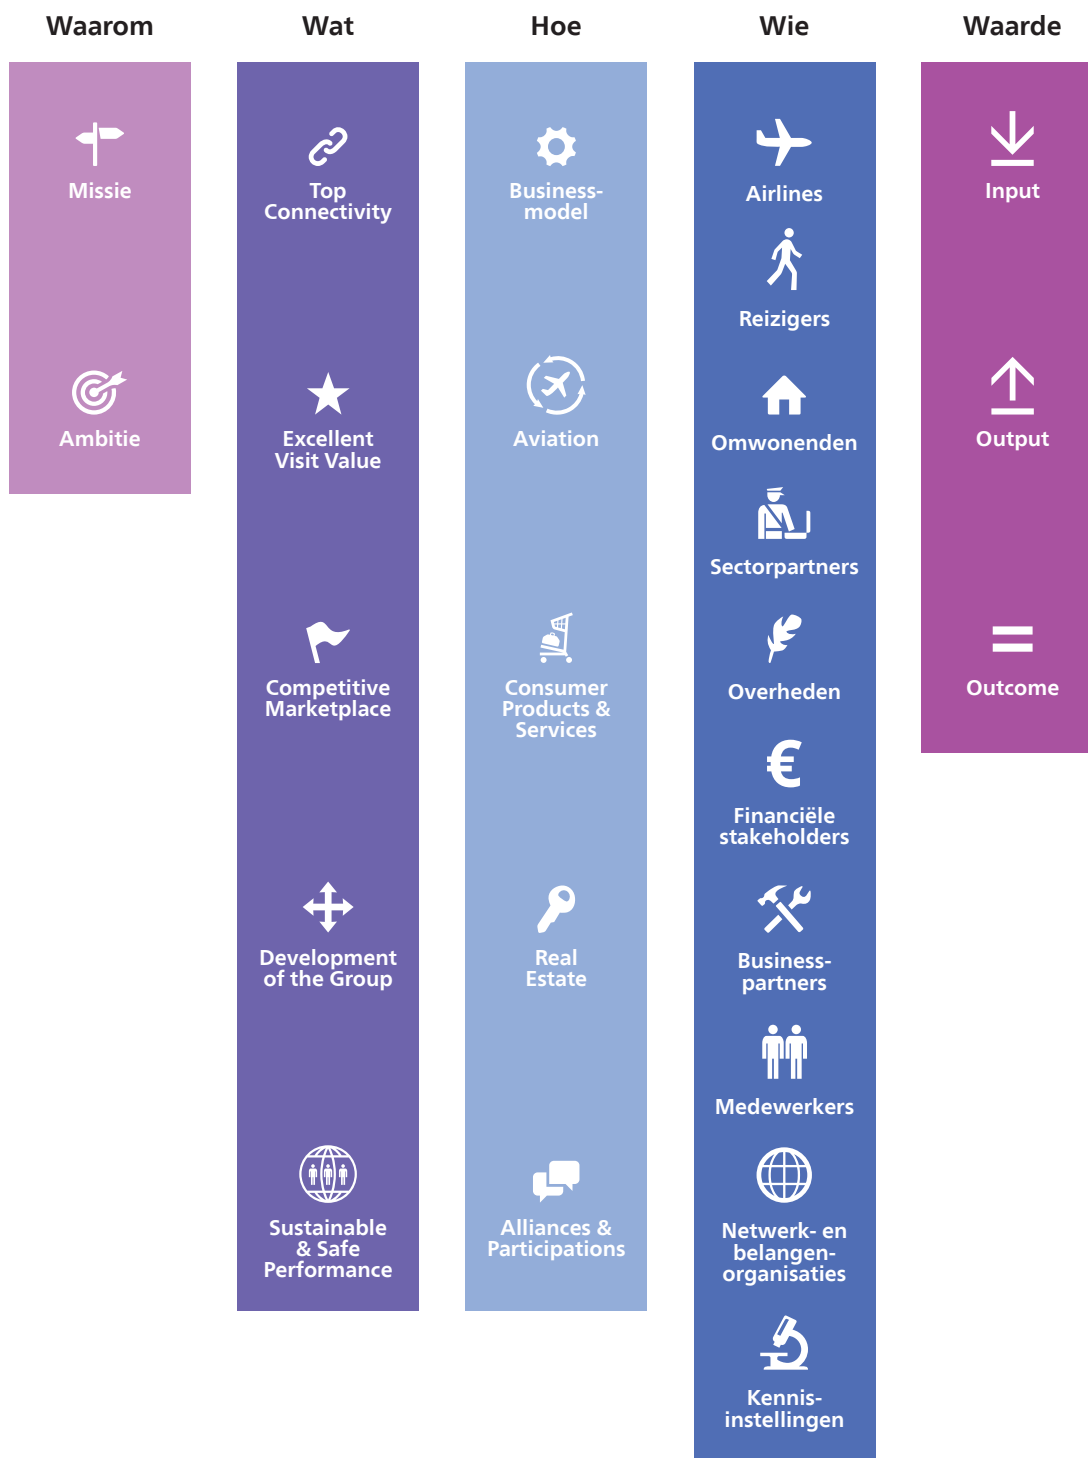 Waarom
Missie
Ambitie
Wat
Top
Connectivity
Excellent
Visit Value
Competitive
Marketplace
Development
of the Group
Sustainable
& Safe
Performance
Hoe
Business-
model
Aviation
Consumer
Products &
Services
Real
Estate
Alliances &
Participations
Wie
Airlines
Reizigers
Omwonenden
Sectorpartners
Overheden
€
Financiële
stakeholders
Business-
partners
Medewerkers
Netwerk- en
belangen-
organisaties
Kennis-
instellingen
Waarde
Input
Output
Outcome